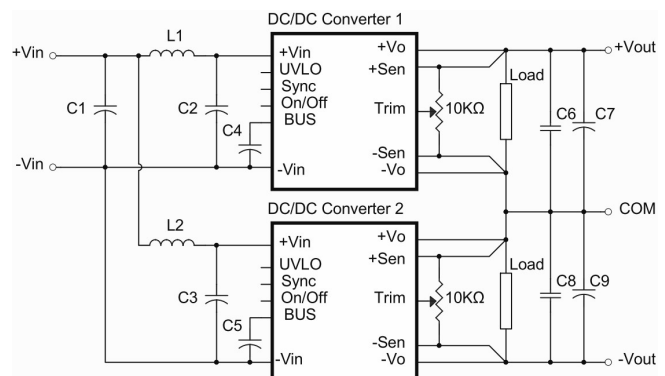 DC/DC Converter 1
+Vin
L1
+Vin
UVLO
Sync
On/Off
BUS
-Vin
+Vo
+Sen
Trim
-Sen
-Vo
10KΩ
Load
C1
C2
C4
C6
C7
+Vout
-Vin
COM
DC/DC Converter 2
L2
+Vin
UVLO
Sync
On/Off
BUS
-Vin
+Vo
+Sen
Trim
-Sen
-Vo
10KΩ
Load
C3
C5
C8
C9
-Vout